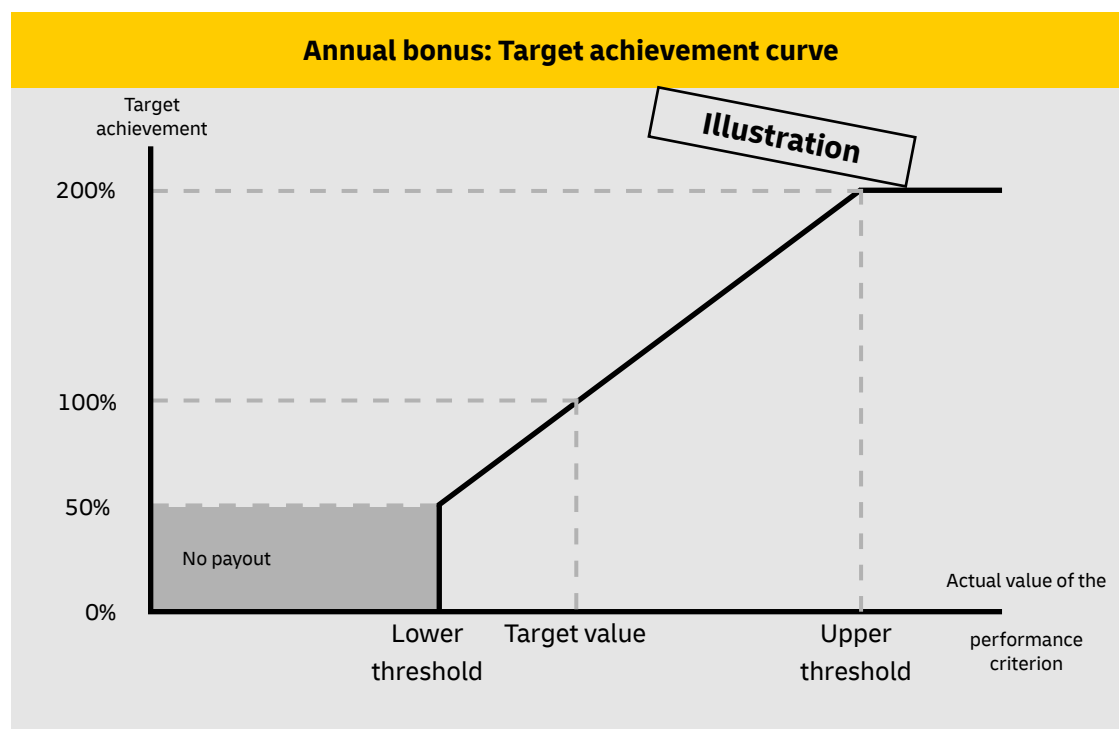 Annual bonus: Target achievement curve
Target
achievement
Illustration
200%
100%
50%
No payout
0%
Actual value of the
performance
criterion
Lower
threshold
Target value
Upper
threshold